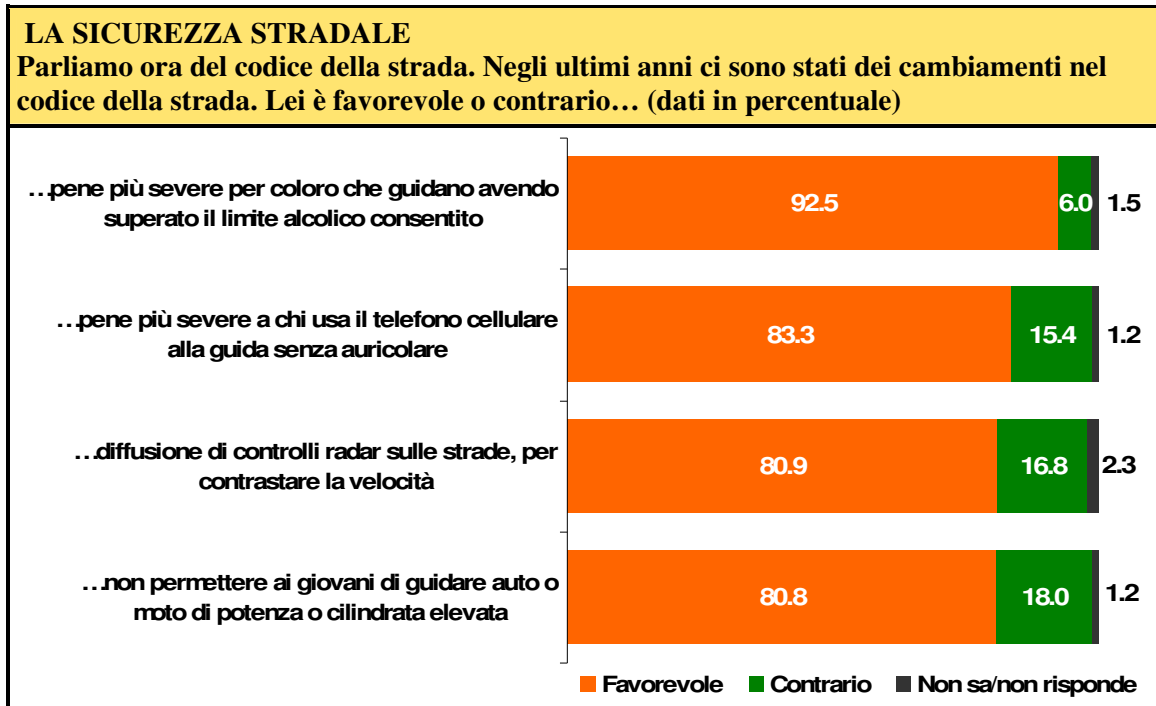 LA SICUREZZA STRADALE
Parliamo ora del codice della strada. Negli ultimi anni ci sono stati dei cambiamenti nel
codice della strada. Lei è favorevole o contrario… (dati in percentuale)
…pene più severe per coloro che guidano avendo
superato il limite alcolico consentito
92.5 6.0 1.5
…pene più severe a chi usa il telefono cellulare
alla guida senza auricolare
83.3 15.4 1.2
…diffusione di controlli radar sulle strade, per
contrastare la velocità
80.9 16.8 2.3
…non permettere ai giovani di guidare auto o
moto di potenza o cilindrata elevata
80.8 18.0 1.2
Favorevole Contrario Non sa/non risponde